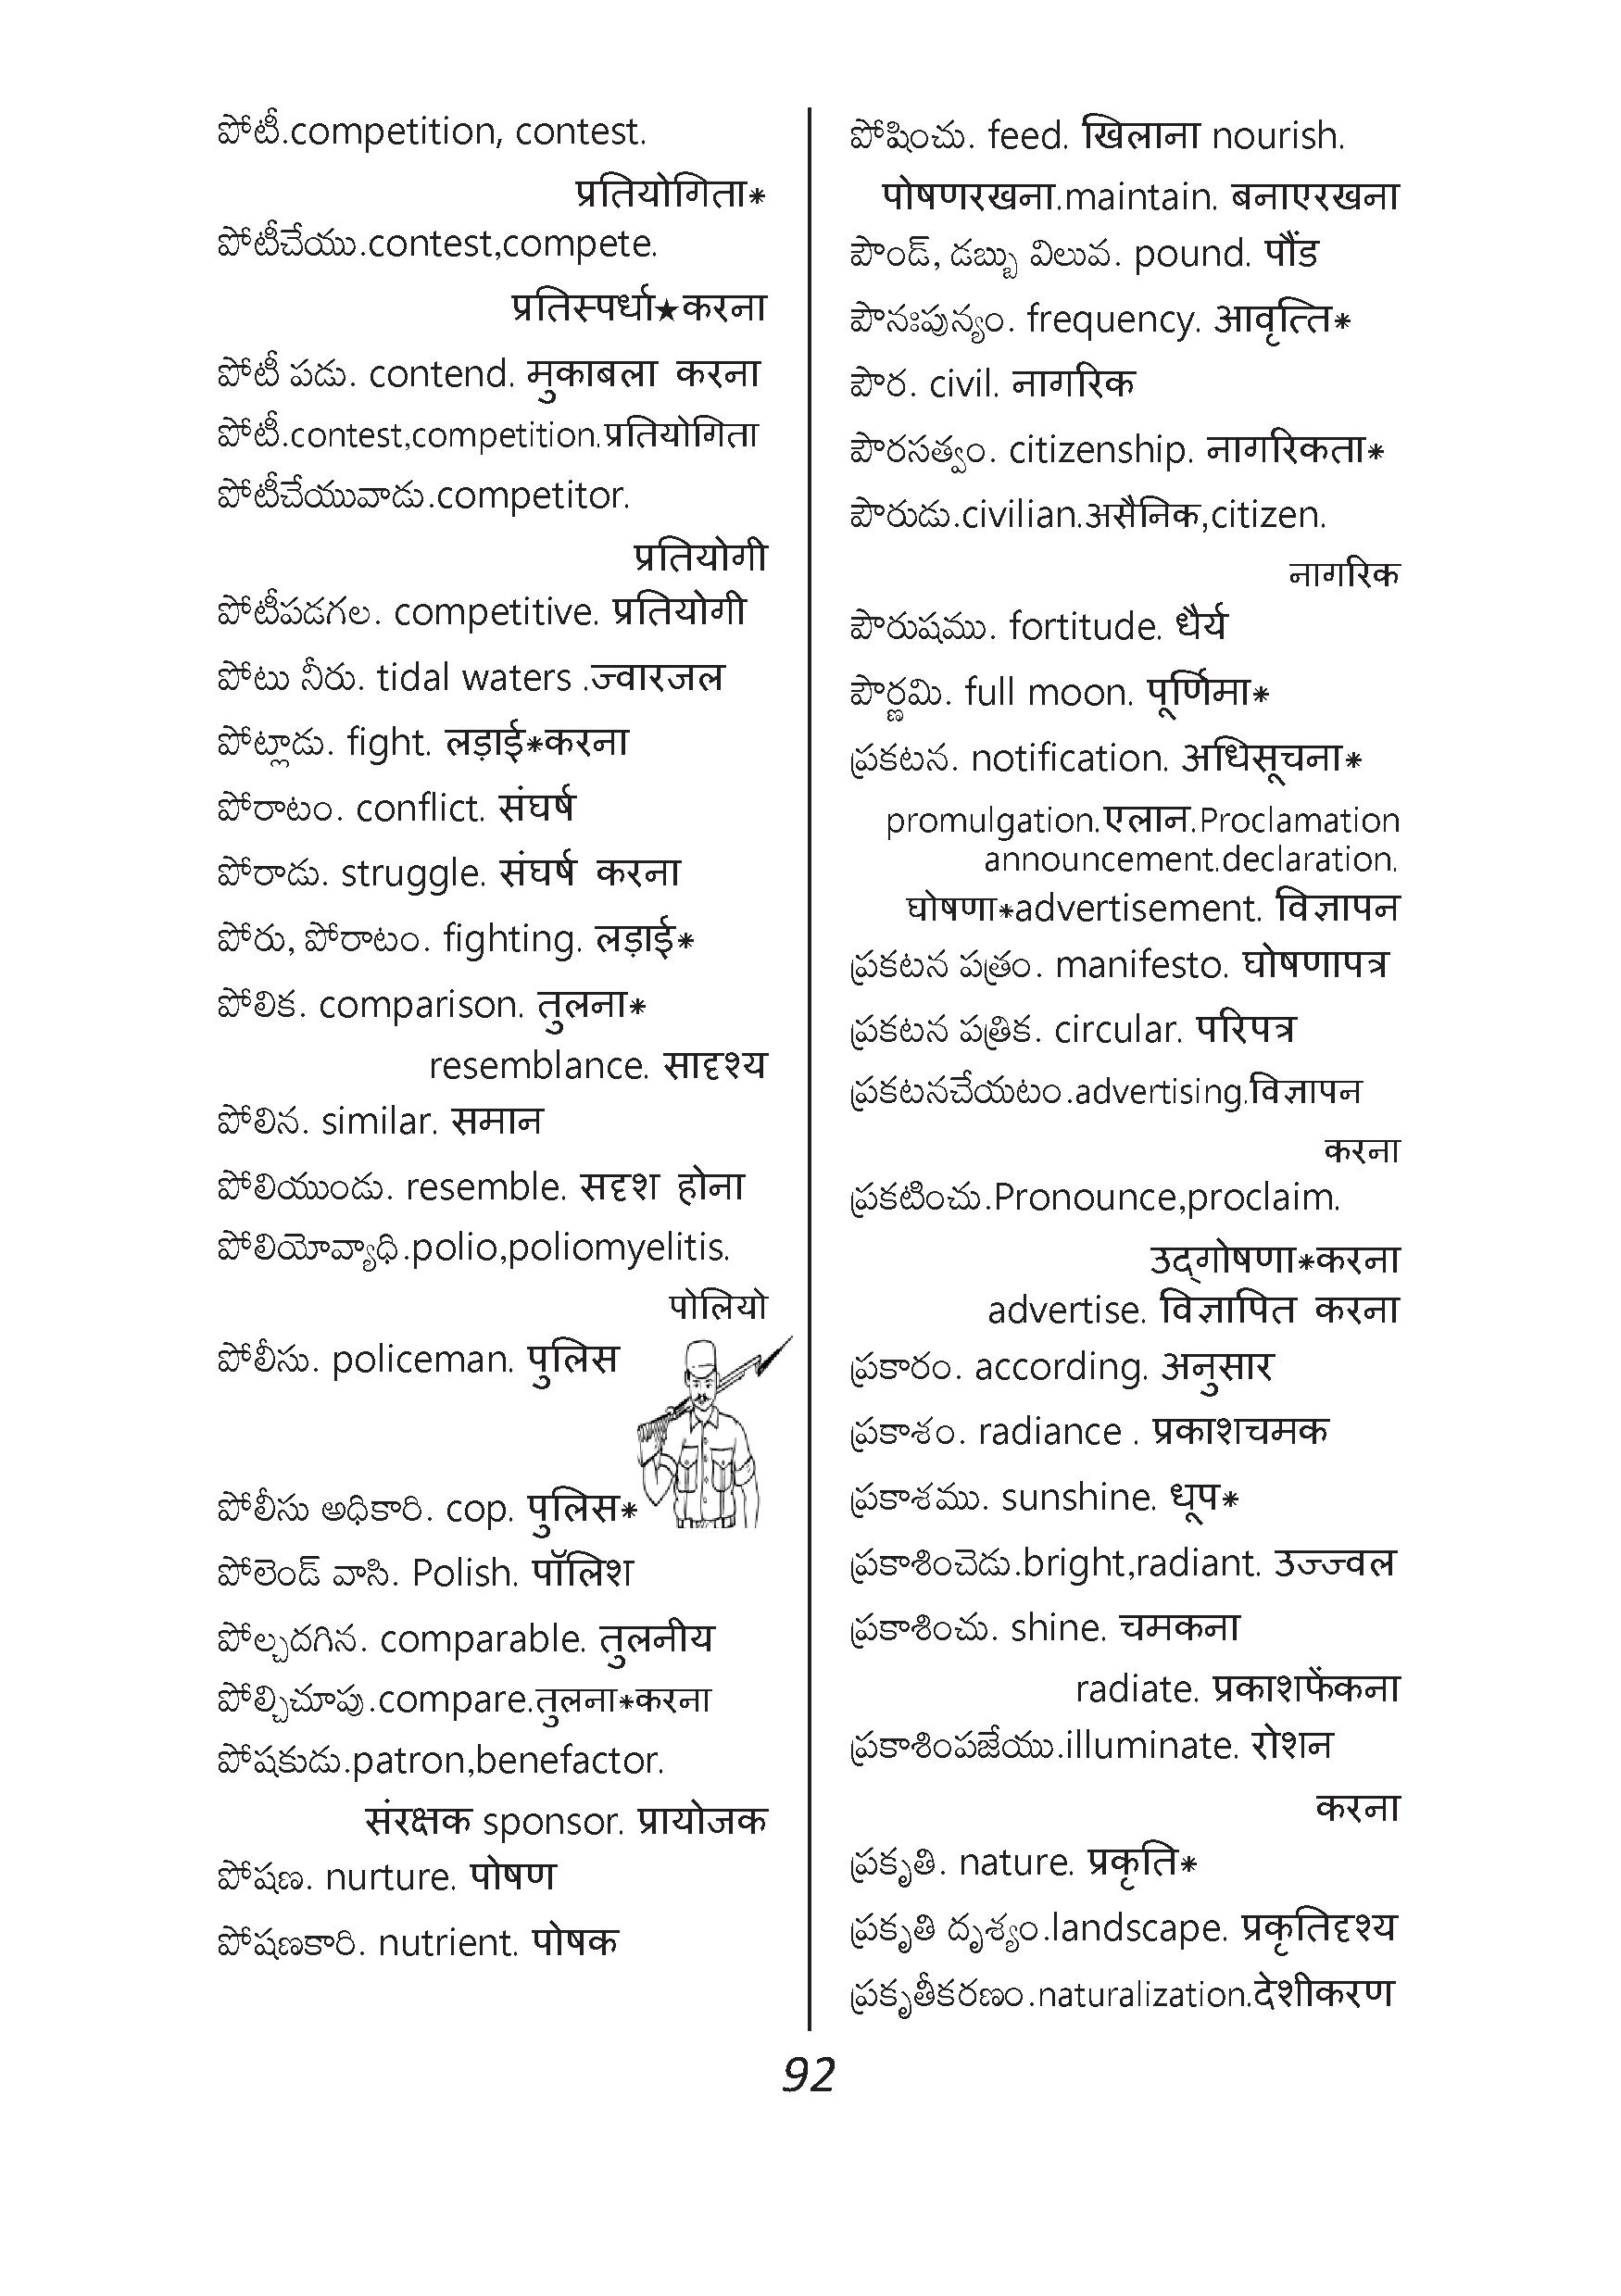 పోటీ.competition, contest.
प्रतियोगिता*
పోటీచేయు.contest,compete.
प्रतिस्पर्धा★करना
పోటీ పడు. contend. मुकाबला करना
పోటీ.contest,competition.प्रतियोगिता
పోటీచేయువాడు.competitor.
प्रतियोगी
పోటీపడగల. competitive. प्रतियोगी
పోటు నీరు. tidal waters .ज्वारजल
పోట్లాడు. fight. लड़ाई*करना
పోరాటం. conflict. संघर्ष
పోరాడు. struggle. संघर्ष करना
పోరు, పోరాటం. fighting. लड़ाई*
పోలిక. comparison. तुलना*
resemblance. सादृश्य
పోలిన. similar. समान
పోలియుండు. resemble. सदृश होना
పోలియోవ్యాధి.polio,poliomyelitis.
पोलियो
పోలీసు. policeman. पुलिस
పోలీసు అధికారి. cop. पुलिस*
పోలెండ్ వాసి. Polish. पॉलिश
పోల్చదగిన. comparable. तुलनीय
పోల్చిచూపు.compare.तुलना*करना
పోషకుడు.patron,benefactor.
संरक्षक sponsor. प्रायोजक
పోషణ. nurture. पोषण
పోషణకారి. nutrient. पोषक
పోషించు. feed. खिलाना nourish.
पोषणरखना.maintain. बनाएरखना
పౌండ్, డబ్బు విలువ. pound. पौंड
పౌనఃపున్యం. frequency. आवृत्ति*
పౌర. civil. नागरिक
పౌరసత్వం. citizenship. नागरिकता*
పౌరుడు.civilian.असैनिक,citizen.
नागरिक
పౌరుషము. fortitude. धैर्य
పౌర్ణమి. full moon. पूर्णिमा*
ప్రకటన. notification. अधिसूचना*
promulgation.एलान.Proclamation
announcement.declaration.
घोषणा*advertisement. विज्ञापन
ప్రకటన పత్రం. manifesto. घोषणापत्र
ప్రకటన పత్రిక. circular. परिपत्र
ప్రకటనచేయటం.advertising.विज्ञापन
करना
ప్రకటించు.Pronounce,proclaim.
उद्गोषणा*करना
advertise. विज्ञापित करना
ప్రకారం. according. अनुसार
ప్రకాశం. radiance . प्रकाशचमक
ప్రకాశము. sunshine. धूप*
ప్రకాశించెడు.bright,radiant. उज्ज्वल
ప్రకాశించు. shine. चमकना
radiate. प्रकाशफेंकना
ప్రకాశింపజేయు.illuminate. रोशन
करना
ప్రకృతి. nature. प्रकृति*
ప్రకృతి దృశ్యం.landscape. प्रकृतिदृश्य
ప్రకృతీకరణం.naturalization.देशीकरण
92